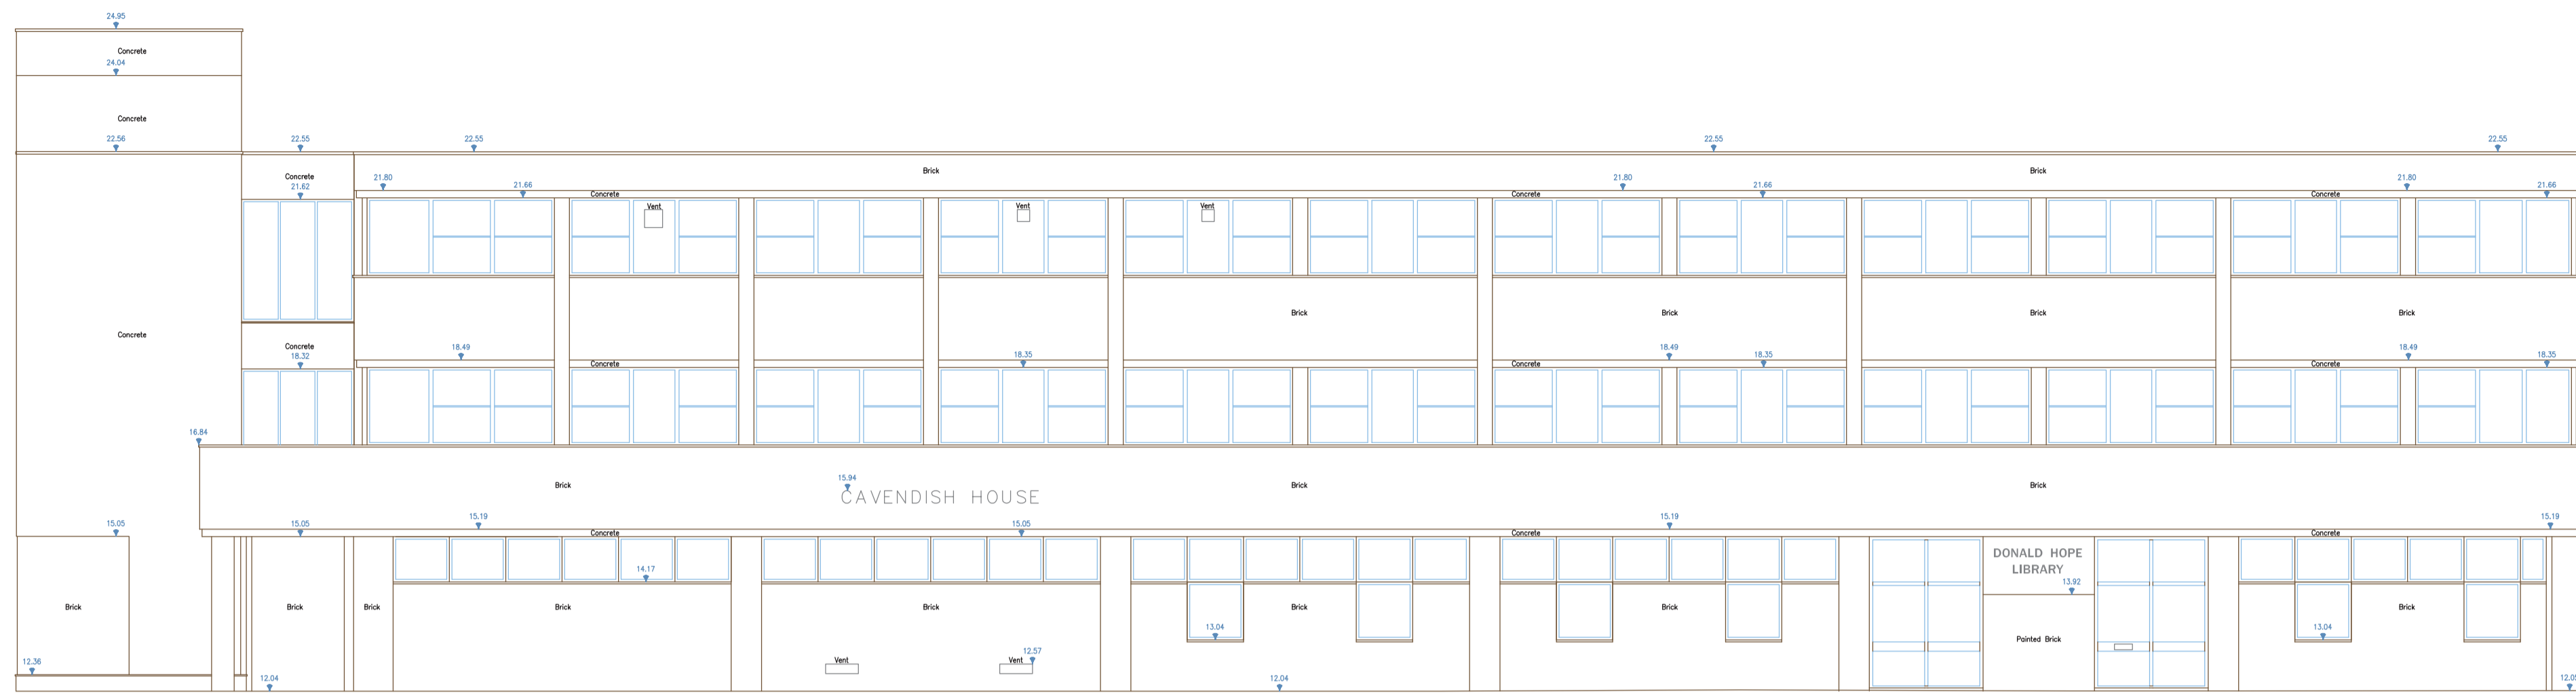 24.95
Concrete
24.04
Concrete
22.56 22.55 22.55 22.55 22.55
Brick Brick
Concrete
21.80 21.80 21.80
21.62 21.66 21.66 21.66
Concrete Concrete Concrete
Vent Vent Vent
Brick Brick Brick Brick
Concrete
Concrete
18.49 18.49 18.49
18.32 18.35 18.35 18.35
Concrete Concrete Concrete
16.84
15.94
Brick Brick Brick
CAVENDISH HOUSE
15.05 15.05 15.19 15.05 15.19 15.19
Concrete Concrete Concrete
DONALD HOPE
LIBRARY
14.17 13.92
Brick Brick Brick Brick Brick Brick Brick Brick
13.04 13.04
Painted Brick
12.36 Vent Vent 12.57
12.04 12.04